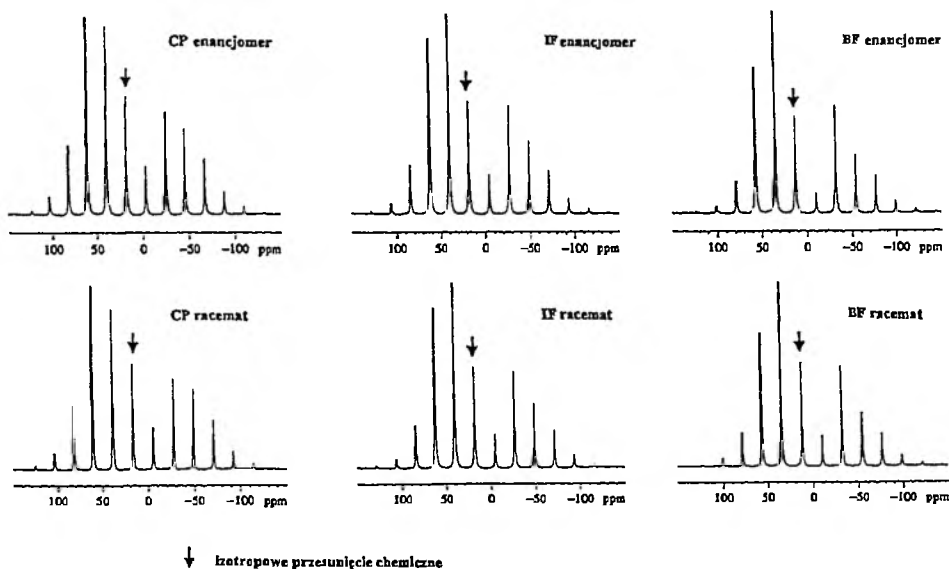 CP enancjomer
IF enancjomer
BF enancjomer
100 50 0 -50 -100 ppm
100 50 0 -50 -100 ppm
100 50 0 -50 -100 ppm
CP racemat
IF racemat
BF racemat
100 50 0 -50 -100 ppm
100 50 0 -50 -100 ppm
100 50 0 -50 -100 ppm
Izotropowe przesunięcie chemiczne